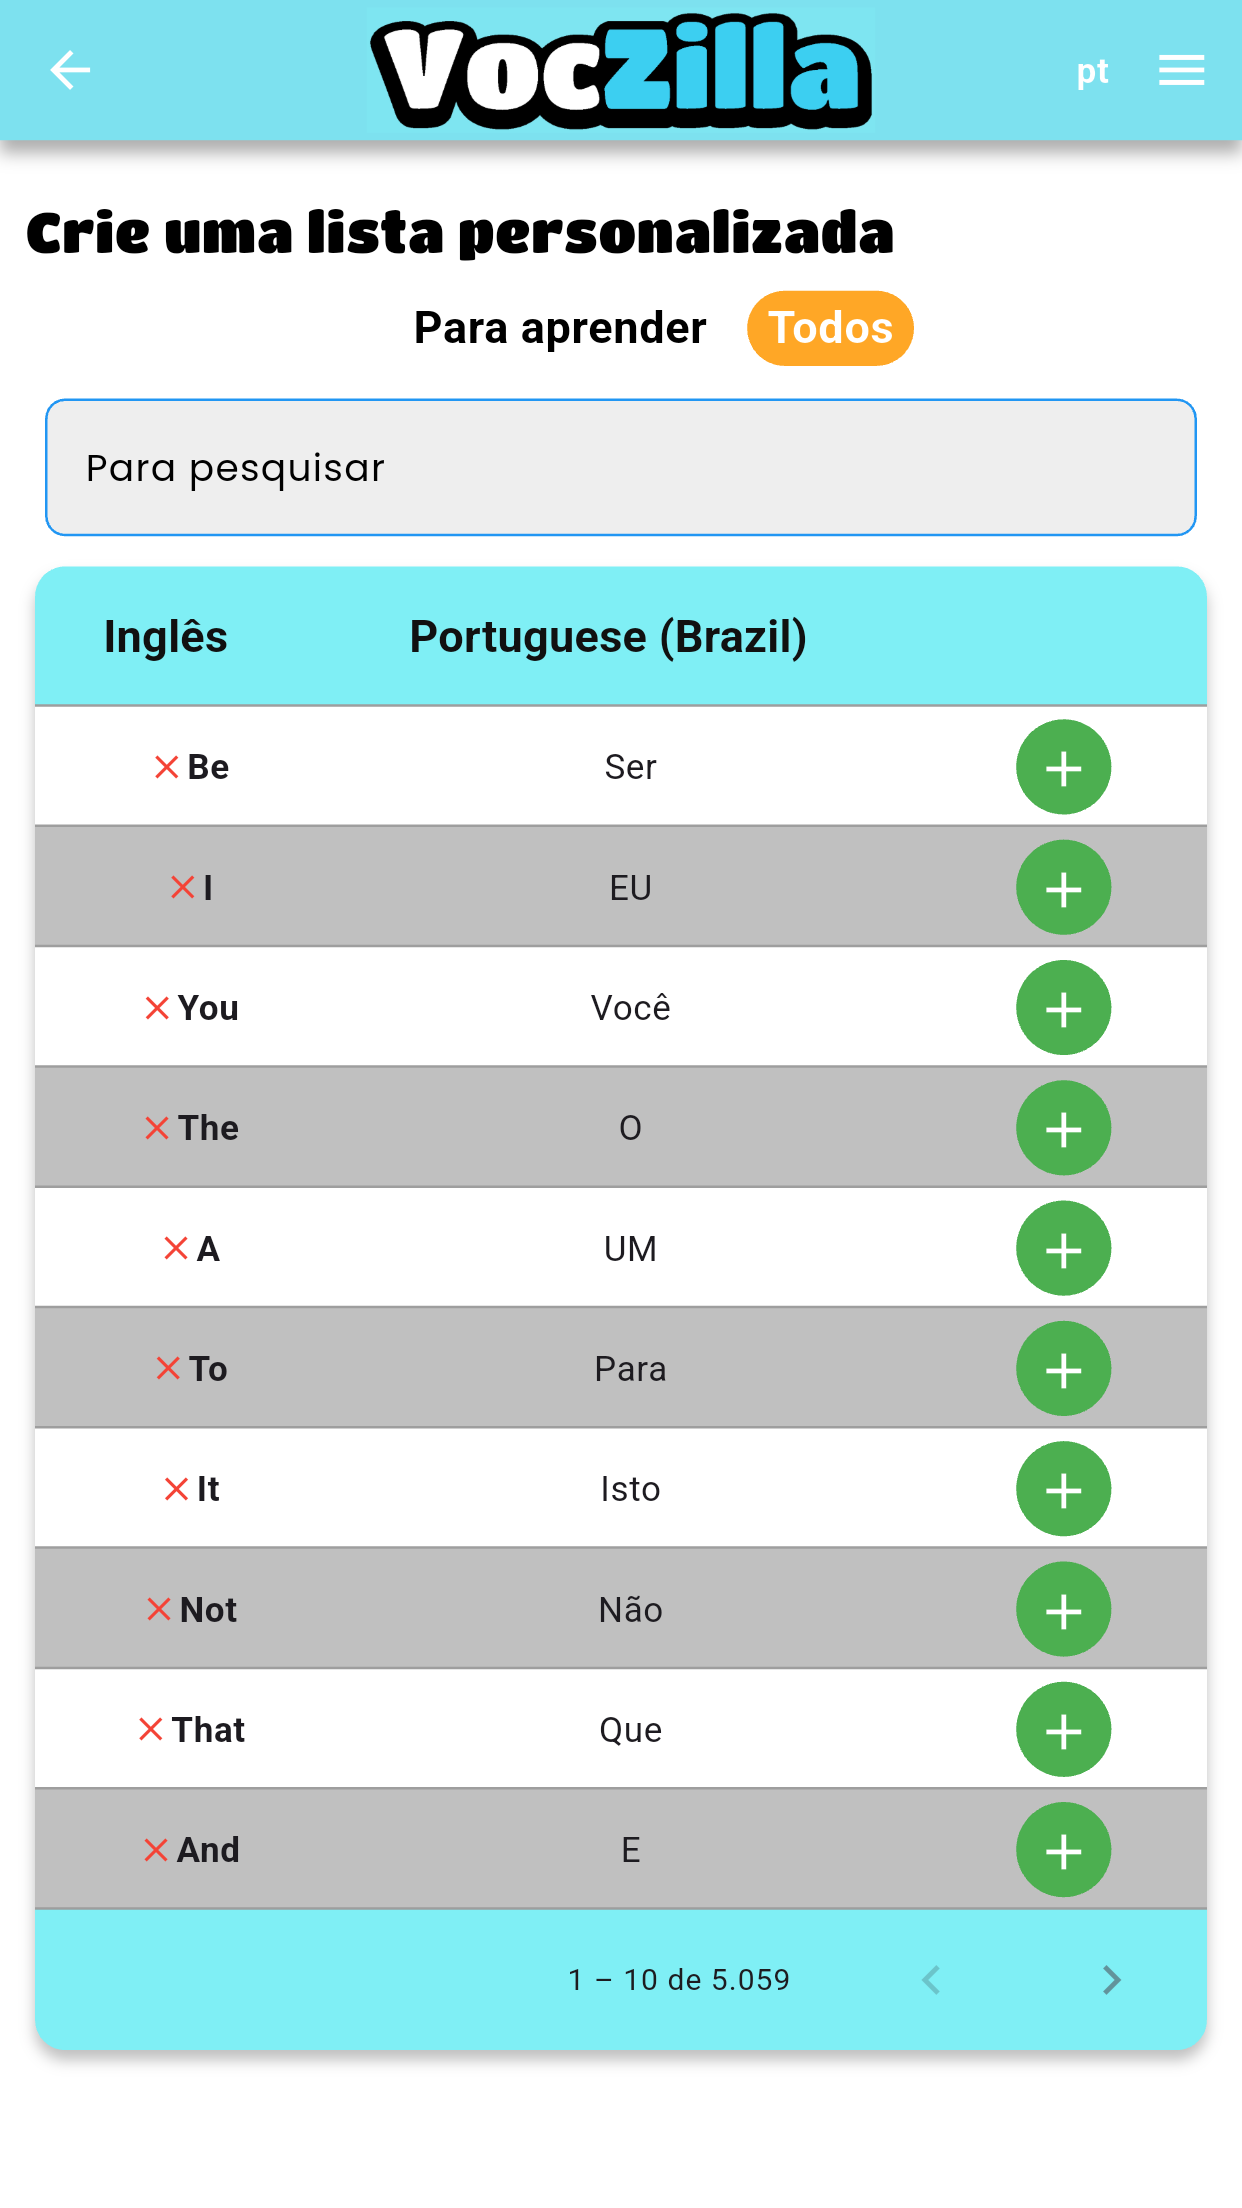 VocZilla
pt
Crie uma lista personalizada
Para aprender Todos
Para pesquisar
Inglês Portuguese (Brazil)
Be Ser
I EU
You Você
The O
A UM
To Para
It Isto
Not Não
That Que
And E
1 – 10 de 5.059